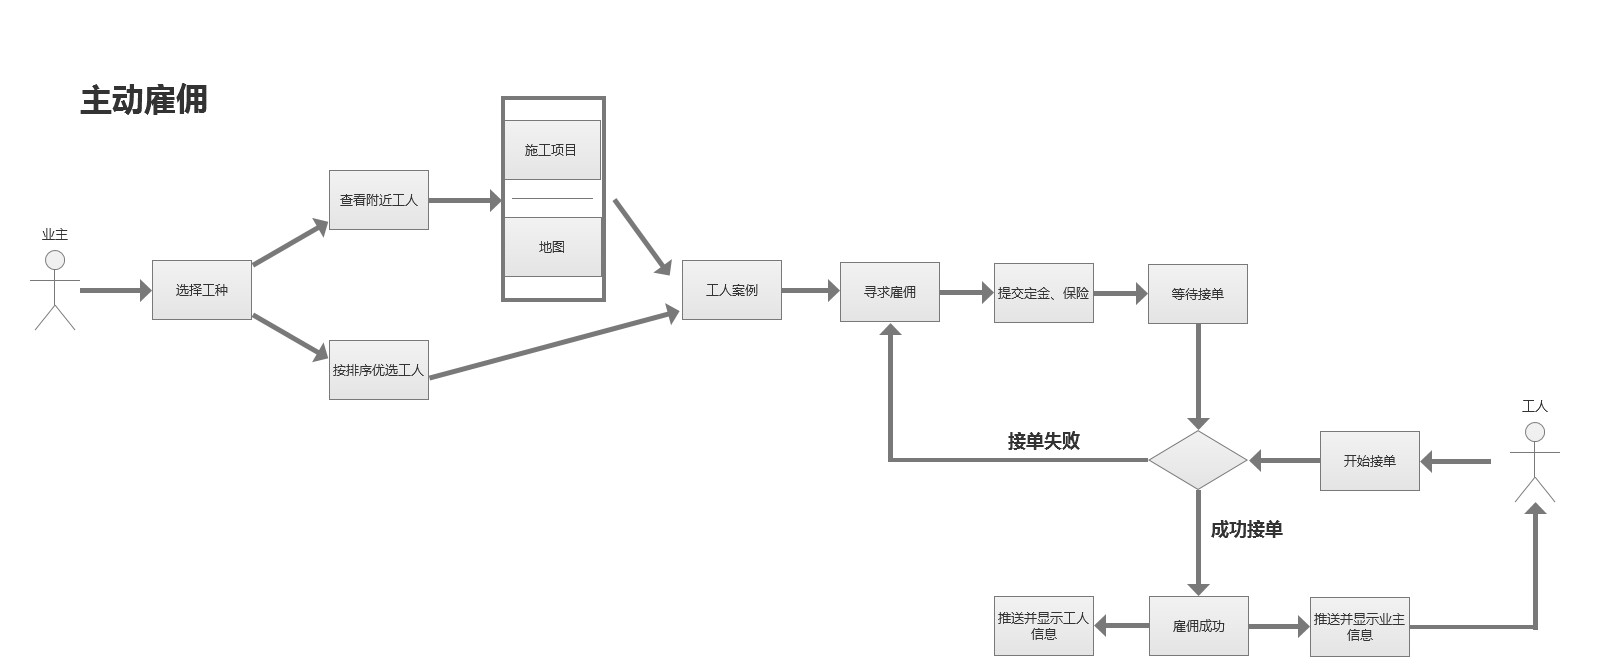 主动雇佣
业主
选择工种
查看附近工人
按排序优选工人
施工项目
地图
工人案例
寻求雇佣
提交定金、保险
等待接单
接单失败
开始接单
工人
成功接单
推送并显示工人
信息
雇佣成功
推送并显示业主
信息